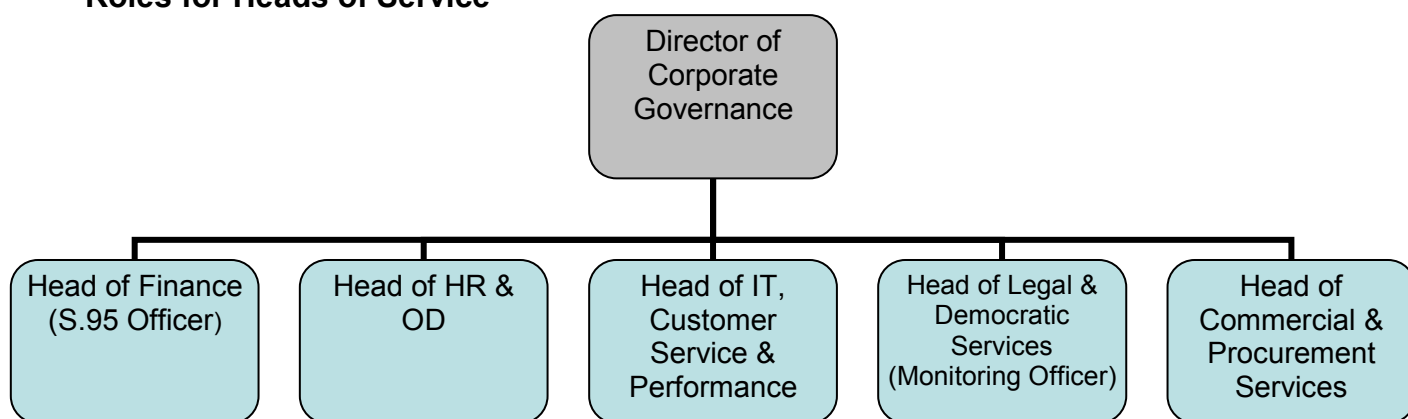 Roles for Heads of Service
Director of
Corporate
Governance
Head of Finance
(S.95 Officer)
Head of HR &
OD
Head of IT,
Customer
Service &
Performance
Head of Legal &
Democratic
Services
(Monitoring Officer)
Head of
Commercial &
Procurement
Services